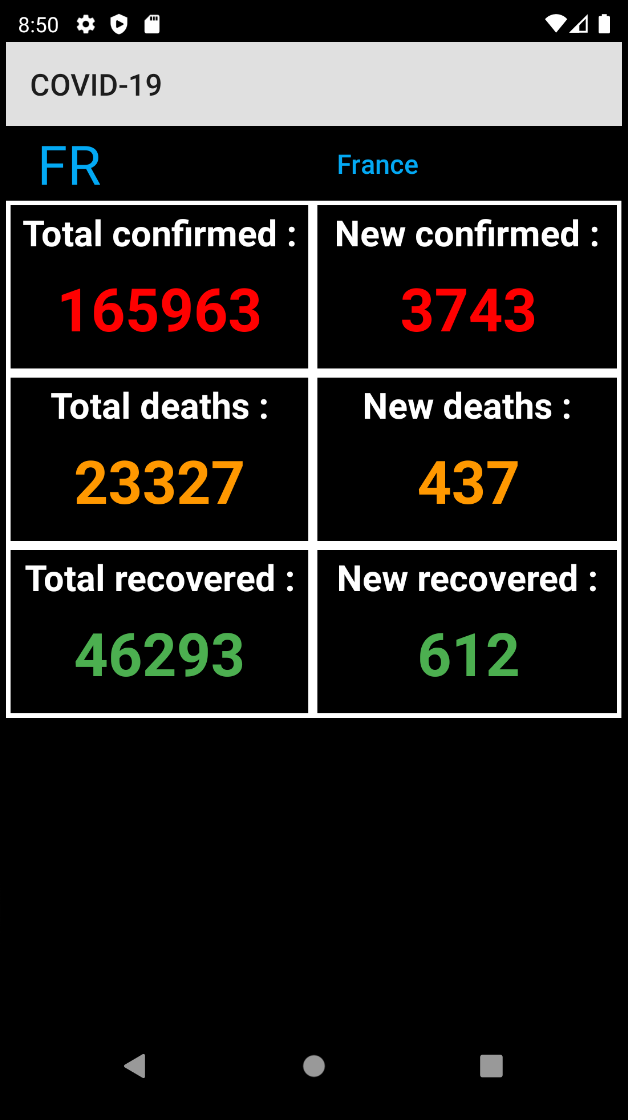 8:50
COVID-19
FR France
Total confirmed : New confirmed :
165963 3743
Total deaths : New deaths :
23327 437
Total recovered : New recovered :
46293 612